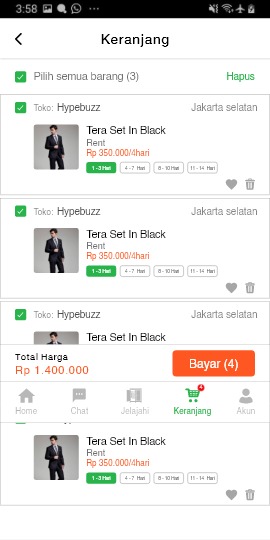 3:58
Keranjang
Pilih semua barang (3)
Hapus
Toko: Hypebuzz
Jakarta selatan
Tera Set In Black
Rent
Rp 350.000/4hari
1 - 3 Hari
4 - 7 Hari
8 - 10 Hari
11 - 14 Hari
Toko: Hypebuzz
Jakarta selatan
Tera Set In Black
Rent
Rp 350.000/4hari
1 - 3 Hari
4 - 7 Hari
8 - 10 Hari
11 - 14 Hari
Toko: Hypebuzz
Jakarta selatan
Tera Set In Black
Total Harga
Rp 1.400.000
Bayar (4)
Home
Chat
Jelajahi
4
Keranjang
Akun
Tera Set In Black
Rent
Rp 350.000/4hari
1 - 3 Hari
4 - 7 Hari
8 - 10 Hari
11 - 14 Hari